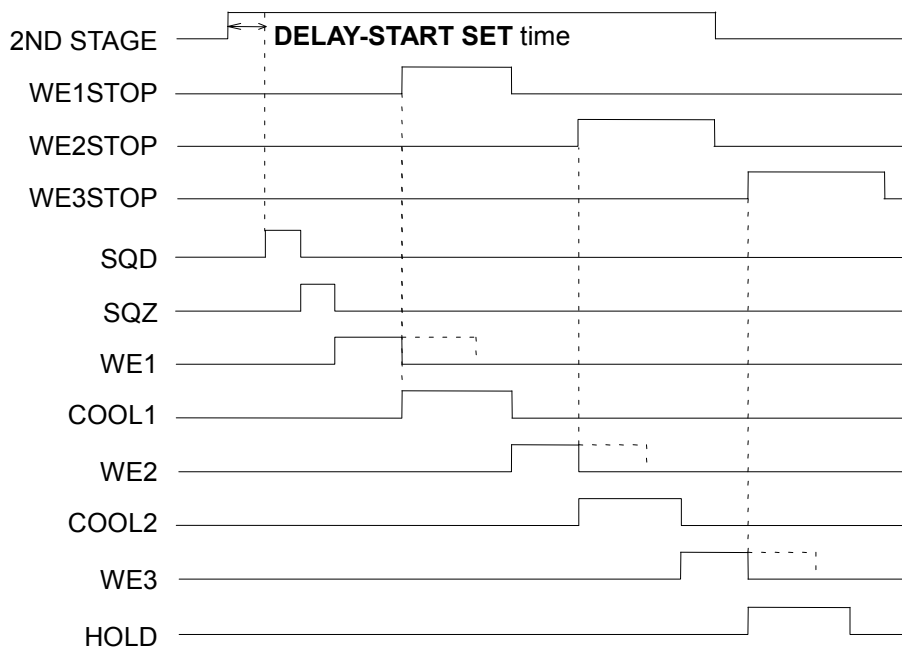 2ND STAGE
DELAY-START SET time
WE1STOP
WE2STOP
WE3STOP
SQD
SQZ
WE1
COOL1
WE2
COOL2
WE3
HOLD